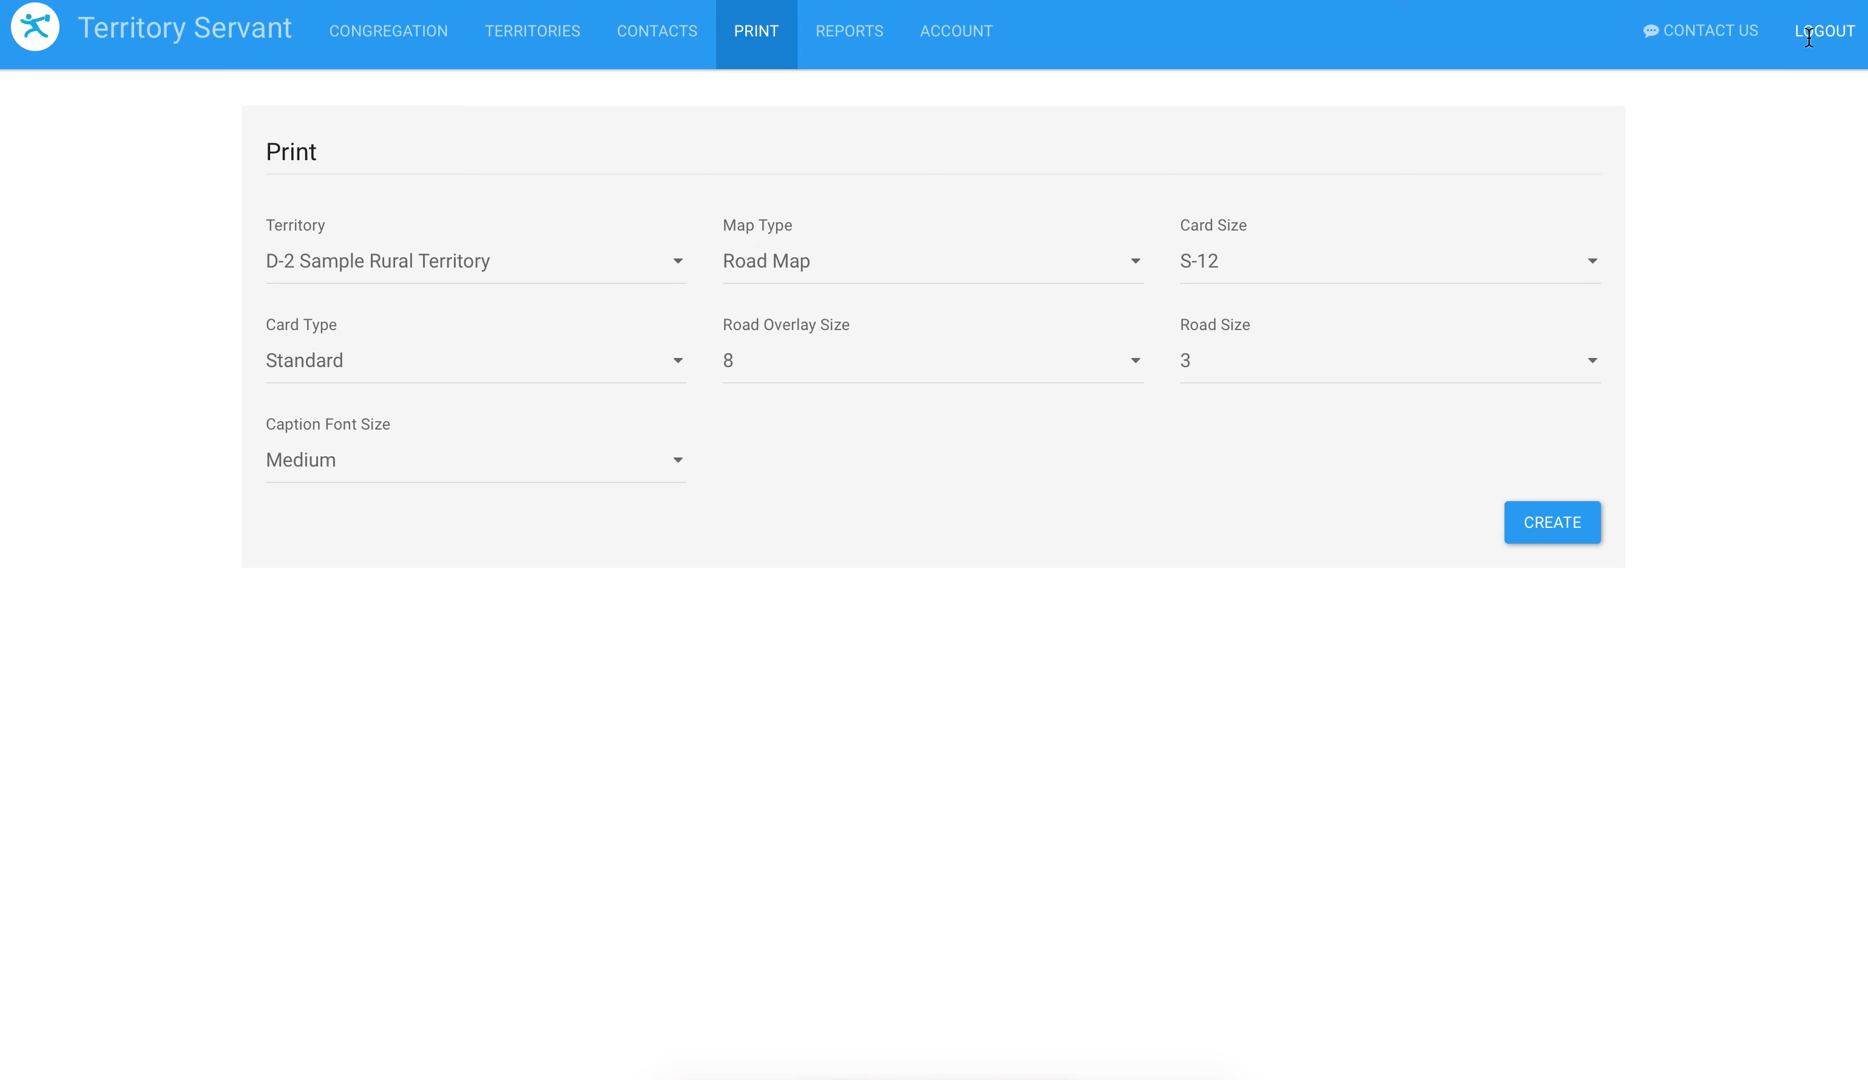 Territory Servant CONGREGATION TERRITORIES CONTACTS PRINT REPORTS ACCOUNT CONTACT US LOGOUT
Print
Territory Map Type Card Size
D-2 Sample Rural Territory Road Map S-12
Card Type Road Overlay Size Road Size
Standard 8 3
Caption Font Size
Medium
CREATE